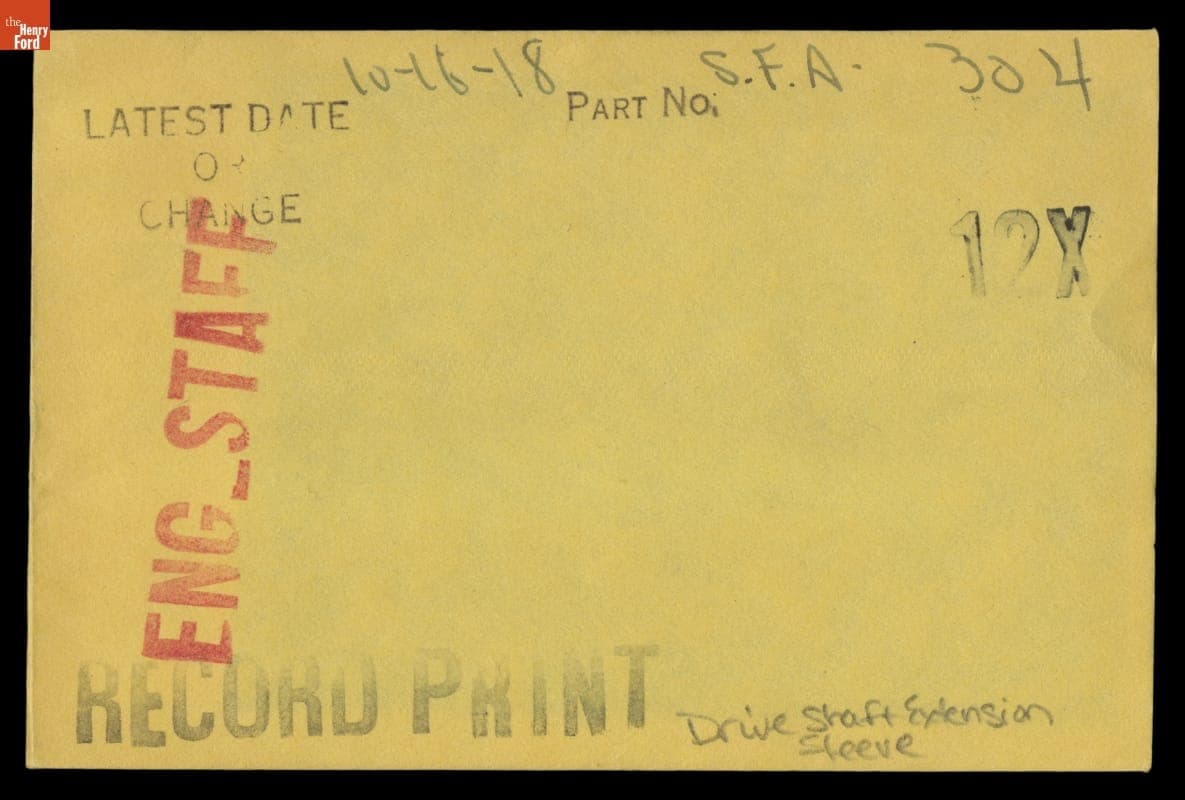 the
Henry
Ford
10-16-18 S.F.A. 304
LATEST DATE PART NO.
OR
CHANGE
12X
ENG_STAFF
RECORD PRINT
Drive Shaft Extension
Sleeve